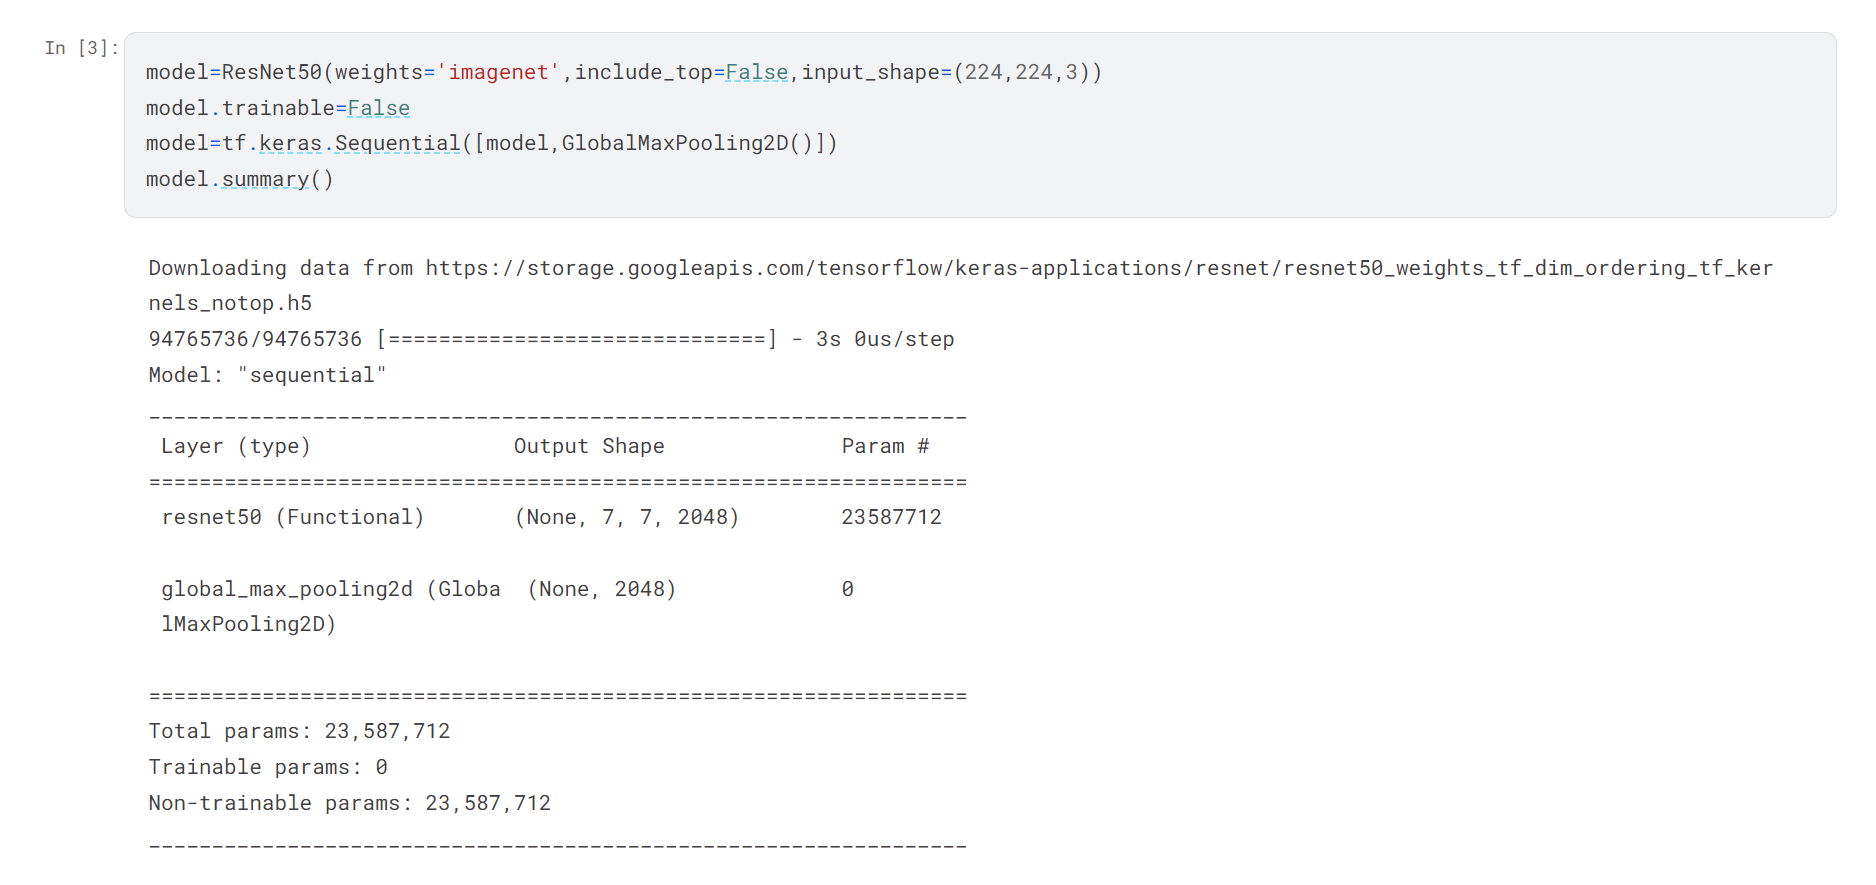 In [3]:
model=ResNet50(weights='imagenet',include_top=False,input_shape=(224,224,3))
model.trainable=False
model=tf.keras.Sequential([model,GlobalMaxPooling2D()])
model.summary()
Downloading data from https://storage.googleapis.com/tensorflow/keras-applications/resnet/resnet50_weights_tf_dim_ordering_tf_ker
nels_notop.h5
94765736/94765736 [==============================] - 3s 0us/step
Model: "sequential"
_________________________________________________________________
Layer (type)                Output Shape              Param #
=================================================================
resnet50 (Functional)       (None, 7, 7, 2048)        23587712
global_max_pooling2d (Globa  (None, 2048)             0
lMaxPooling2D)
=================================================================
Total params: 23,587,712
Trainable params: 0
Non-trainable params: 23,587,712
_________________________________________________________________